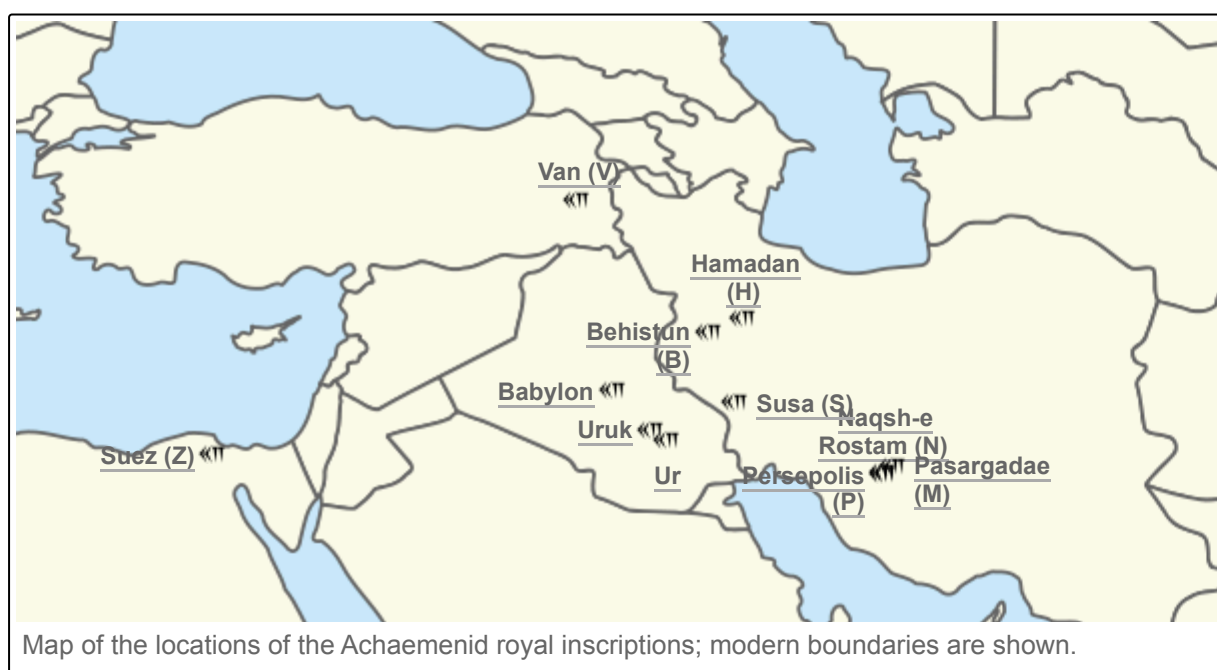 Van (V)
Hamadan
(H)
Behistun
(B)
Babylon
Susa (S)
Naqsh-e
Rostam (N)
Uruk
Suez (Z)
Ur
Persepolis
(P)
Pasargadae
(M)
Map of the locations of the Achaemenid royal inscriptions; modern boundaries are shown.